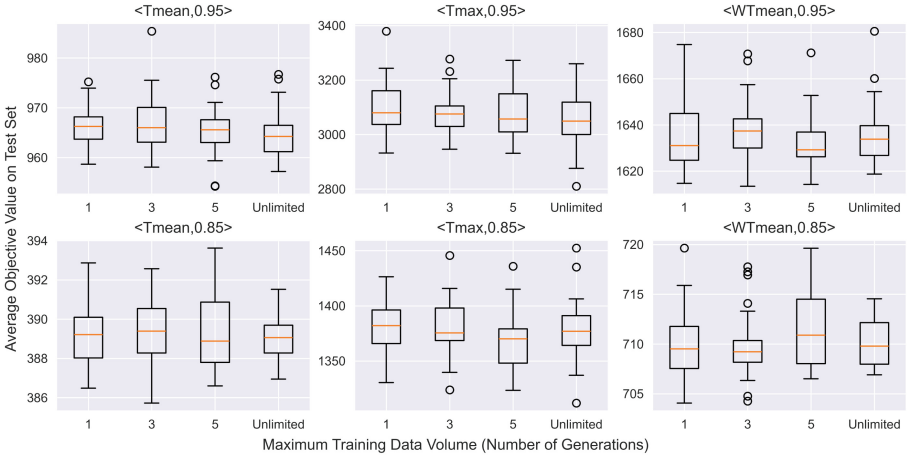 <Tmean,0.95>
<Tmax,0.95>
<WTmean,0.95>
980
970
960
1
3
5
Unlimited
3400
3200
3000
2800
1
3
5
Unlimited
1680
1660
1640
1620
1
3
5
Unlimited
<Tmean,0.85>
<Tmax,0.85>
<WTmean,0.85>
394
392
390
388
386
1
3
5
Unlimited
1450
1400
1350
1
3
5
Unlimited
720
715
710
705
1
3
5
Unlimited
Average Objective Value on Test Set
Maximum Training Data Volume (Number of Generations)